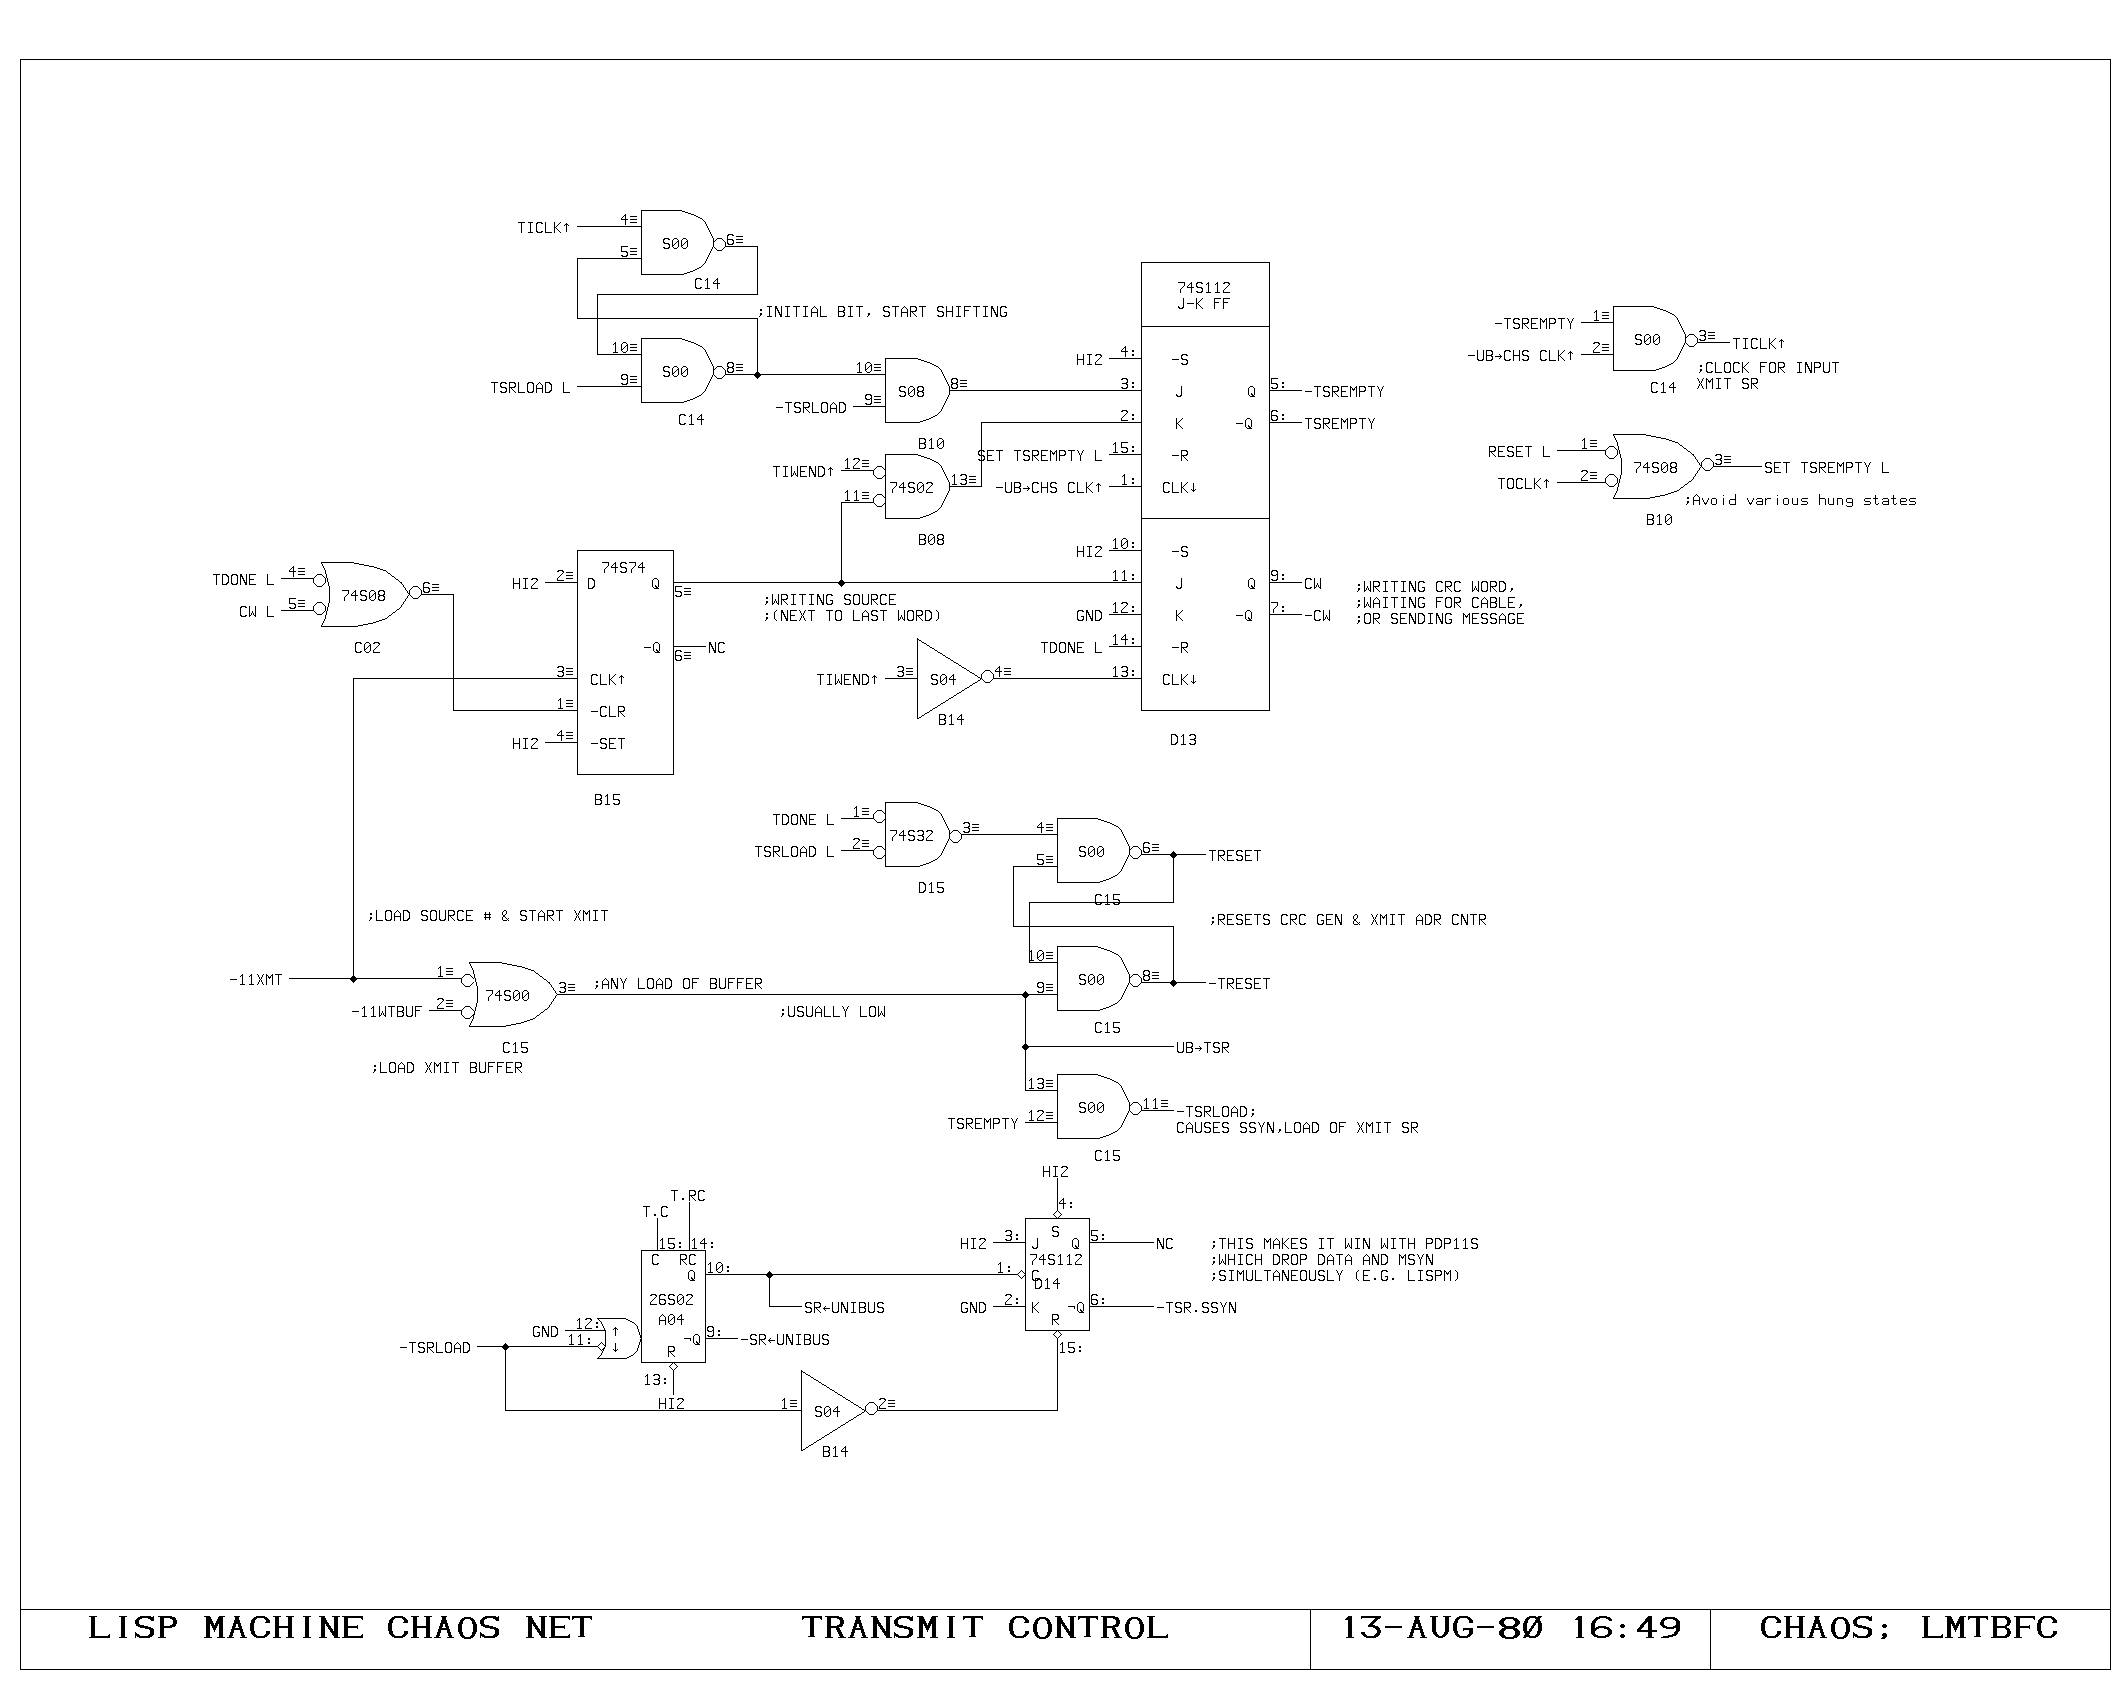 TICLK↑ 4≡ 5≡ S00 6≡ C14
;INITIAL BIT, START SHIFTING
TSRLOAD L 10≡ 9≡ S00 8≡ C14
-TSRLOAD 10≡ 9≡ S08 8≡ B10
TIWEND↑ 12≡ 11≡ 74S02 13≡ B08
74S112
J-K FF
HI2 4: -S
3: J Q 5: -TSREMPTY
2: K -Q 6: TSREMPTY
SET TSREMPTY L 15: -R
-UB→CHS CLK↑ 1: CLK↓
HI2 10: -S
11: J Q 9: CW
GND 12: K -Q 7: -CW
TDONE L 14: -R
13: CLK↓
D13
;WRITING CRC WORD,
;WAITING FOR CABLE,
;OR SENDING MESSAGE
-TSREMPTY 1≡
-UB→CHS CLK↑ 2≡ S00 3≡ TICLK↑
C14
;CLOCK FOR INPUT
XMIT SR
RESET L 1≡
TOCLK↑ 2≡ 74S08 3≡ SET TSREMPTY L
;Avoid various hung states
B10
TDONE L 4≡
CW L 5≡ 74S08 6≡
C02
74S74
HI2 2≡ D Q 5≡
-Q 6≡ NC
3≡ CLK↑
1≡ -CLR
HI2 4≡ -SET
B15
;WRITING SOURCE
;(NEXT TO LAST WORD)
TIWEND↑ 3≡ S04 4≡
B14
TDONE L 1≡
TSRLOAD L 2≡ 74S32 3≡
D15
4≡ 5≡ S00 6≡ TRESET
C15
;RESETS CRC GEN & XMIT ADR CNTR
10≡ 9≡ S00 8≡ -TRESET
C15
;LOAD SOURCE # & START XMIT
-11XMT 1≡
-11WTBUF 2≡ 74S00 3≡
C15
;LOAD XMIT BUFFER
;ANY LOAD OF BUFFER
;USUALLY LOW
UB→TSR
13≡
TSREMPTY 12≡ S00 11≡ -TSRLOAD;
CAUSES SSYN,LOAD OF XMIT SR
C15
T.RC
T.C
15: 14:
C RC
Q 10:
26S02
A04
¬Q 9: -SR←UNIBUS
R
13:
HI2
SR←UNIBUS
GND 12: ↑
-TSRLOAD 11: ↓
1≡ S04 2≡
B14
HI2
4:
S
HI2 3: J Q 5: NC
74S112
1: C
D14
GND 2: K ¬Q 6: -TSR.SSYN
R
15:
;THIS MAKES IT WIN WITH PDP11S
;WHICH DROP DATA AND MSYN
;SIMULTANEOUSLY (E.G. LISPM)
LISP MACHINE CHAOS NET TRANSMIT CONTROL 13-AUG-80 16:49 CHAOS; LMTBFC